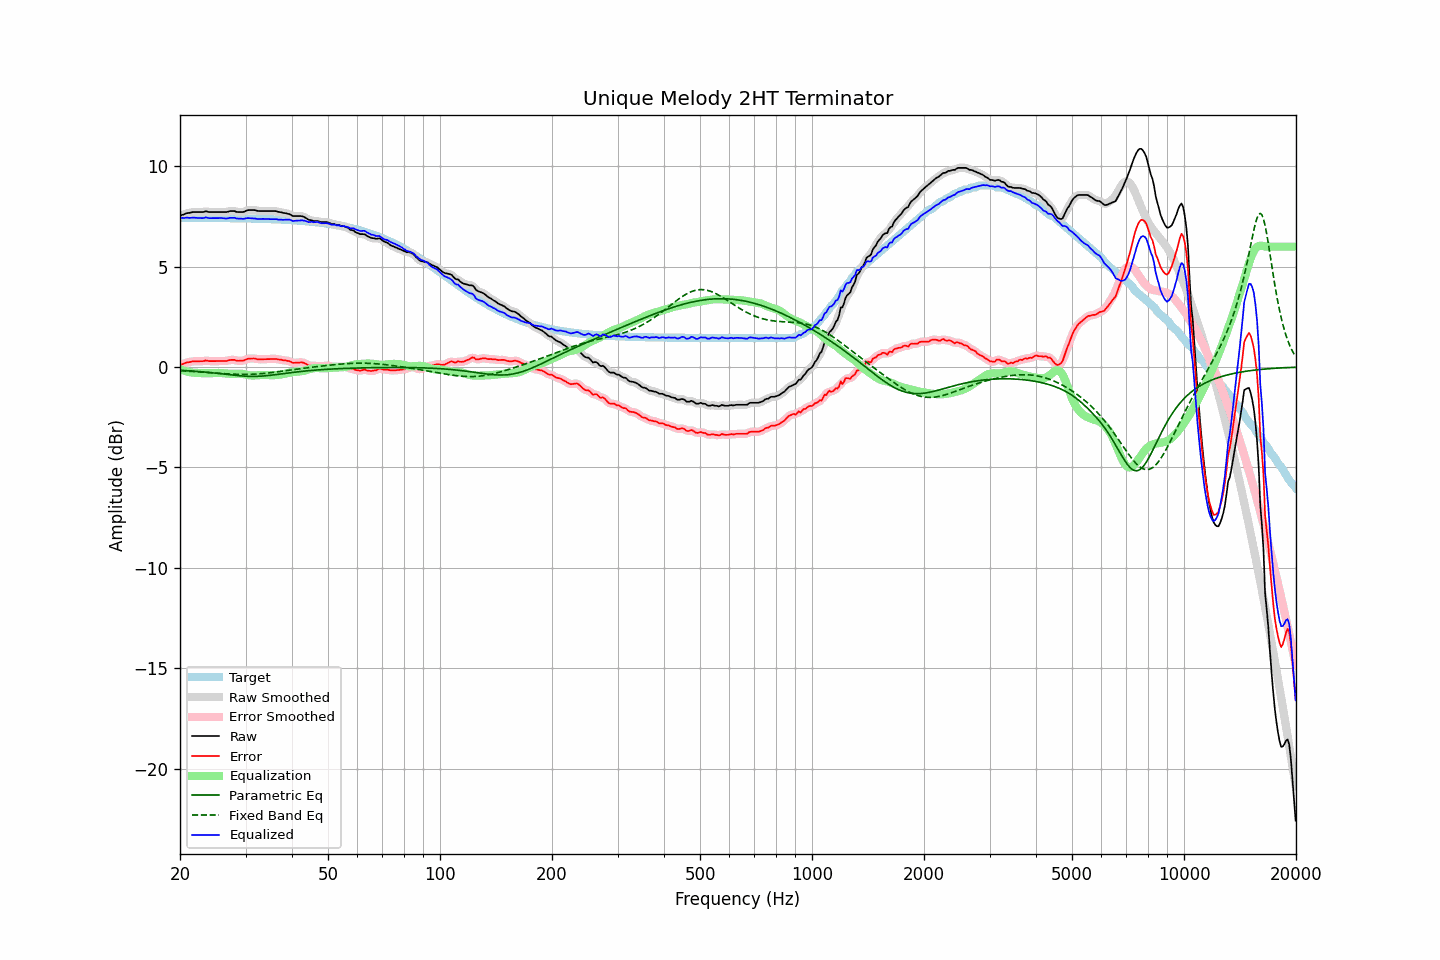 Unique Melody 2HT Terminator
Amplitude (dBr)
10
5
0
−5
−10
−15
−20
Target
Raw Smoothed
Error Smoothed
Raw
Error
Equalization
Parametric Eq
Fixed Band Eq
Equalized
20 50 100 200 500 1000 2000 5000 10000 20000
Frequency (Hz)